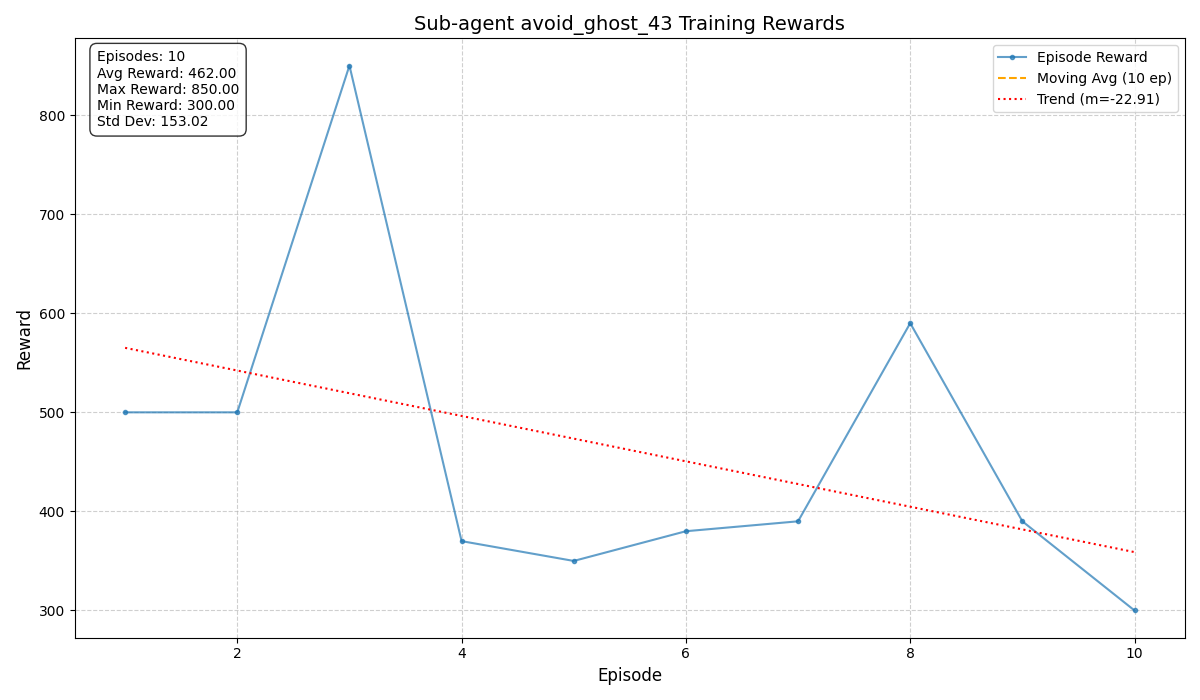 Sub-agent avoid_ghost_43 Training Rewards
Episodes: 10
Avg Reward: 462.00
Max Reward: 850.00
Min Reward: 300.00
Std Dev: 153.02
Episode Reward
Moving Avg (10 ep)
Trend (m=-22.91)
Reward
800
700
600
500
400
300
2
4
6
8
10
Episode